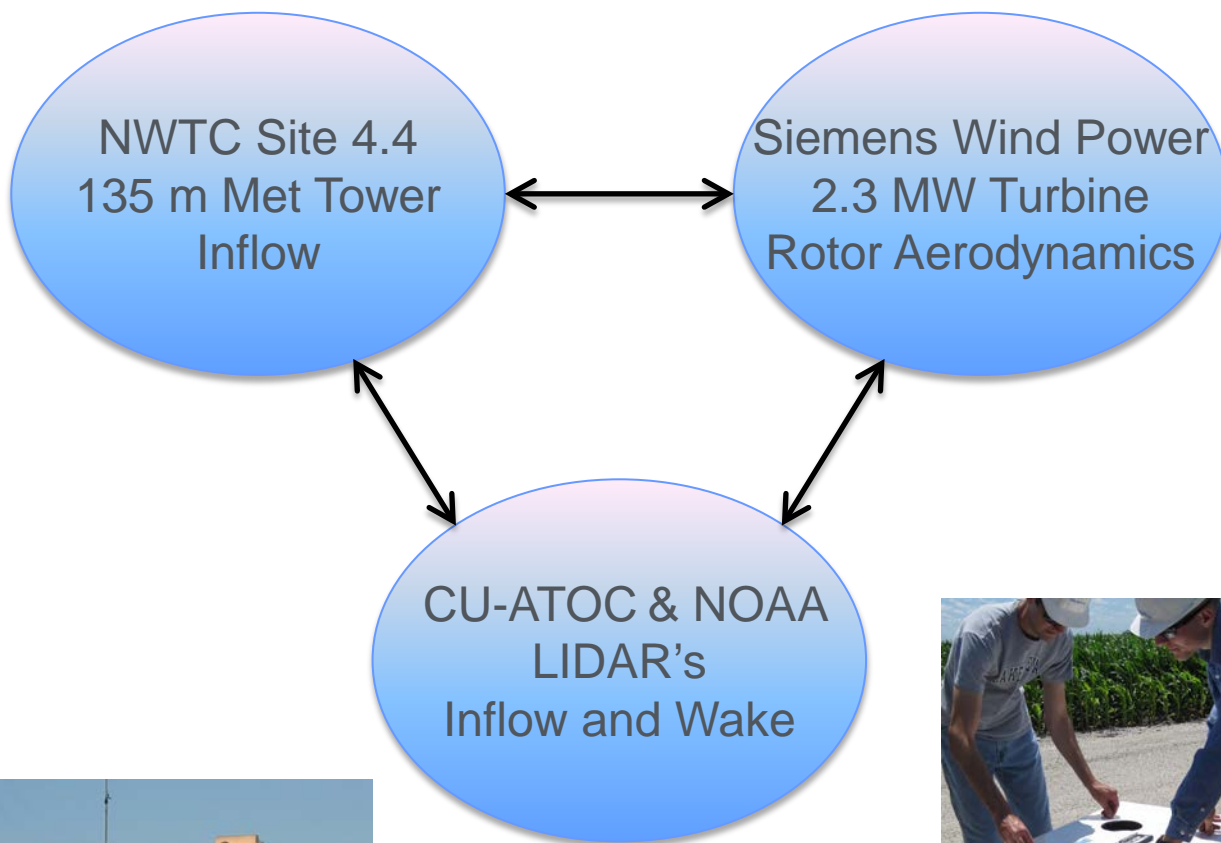 NWTC Site 4.4
135 m Met Tower
Inflow
Siemens Wind Power
2.3 MW Turbine
Rotor Aerodynamics
CU-ATOC & NOAA
LIDAR’s
Inflow and Wake